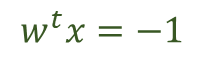 wᵗx = −1